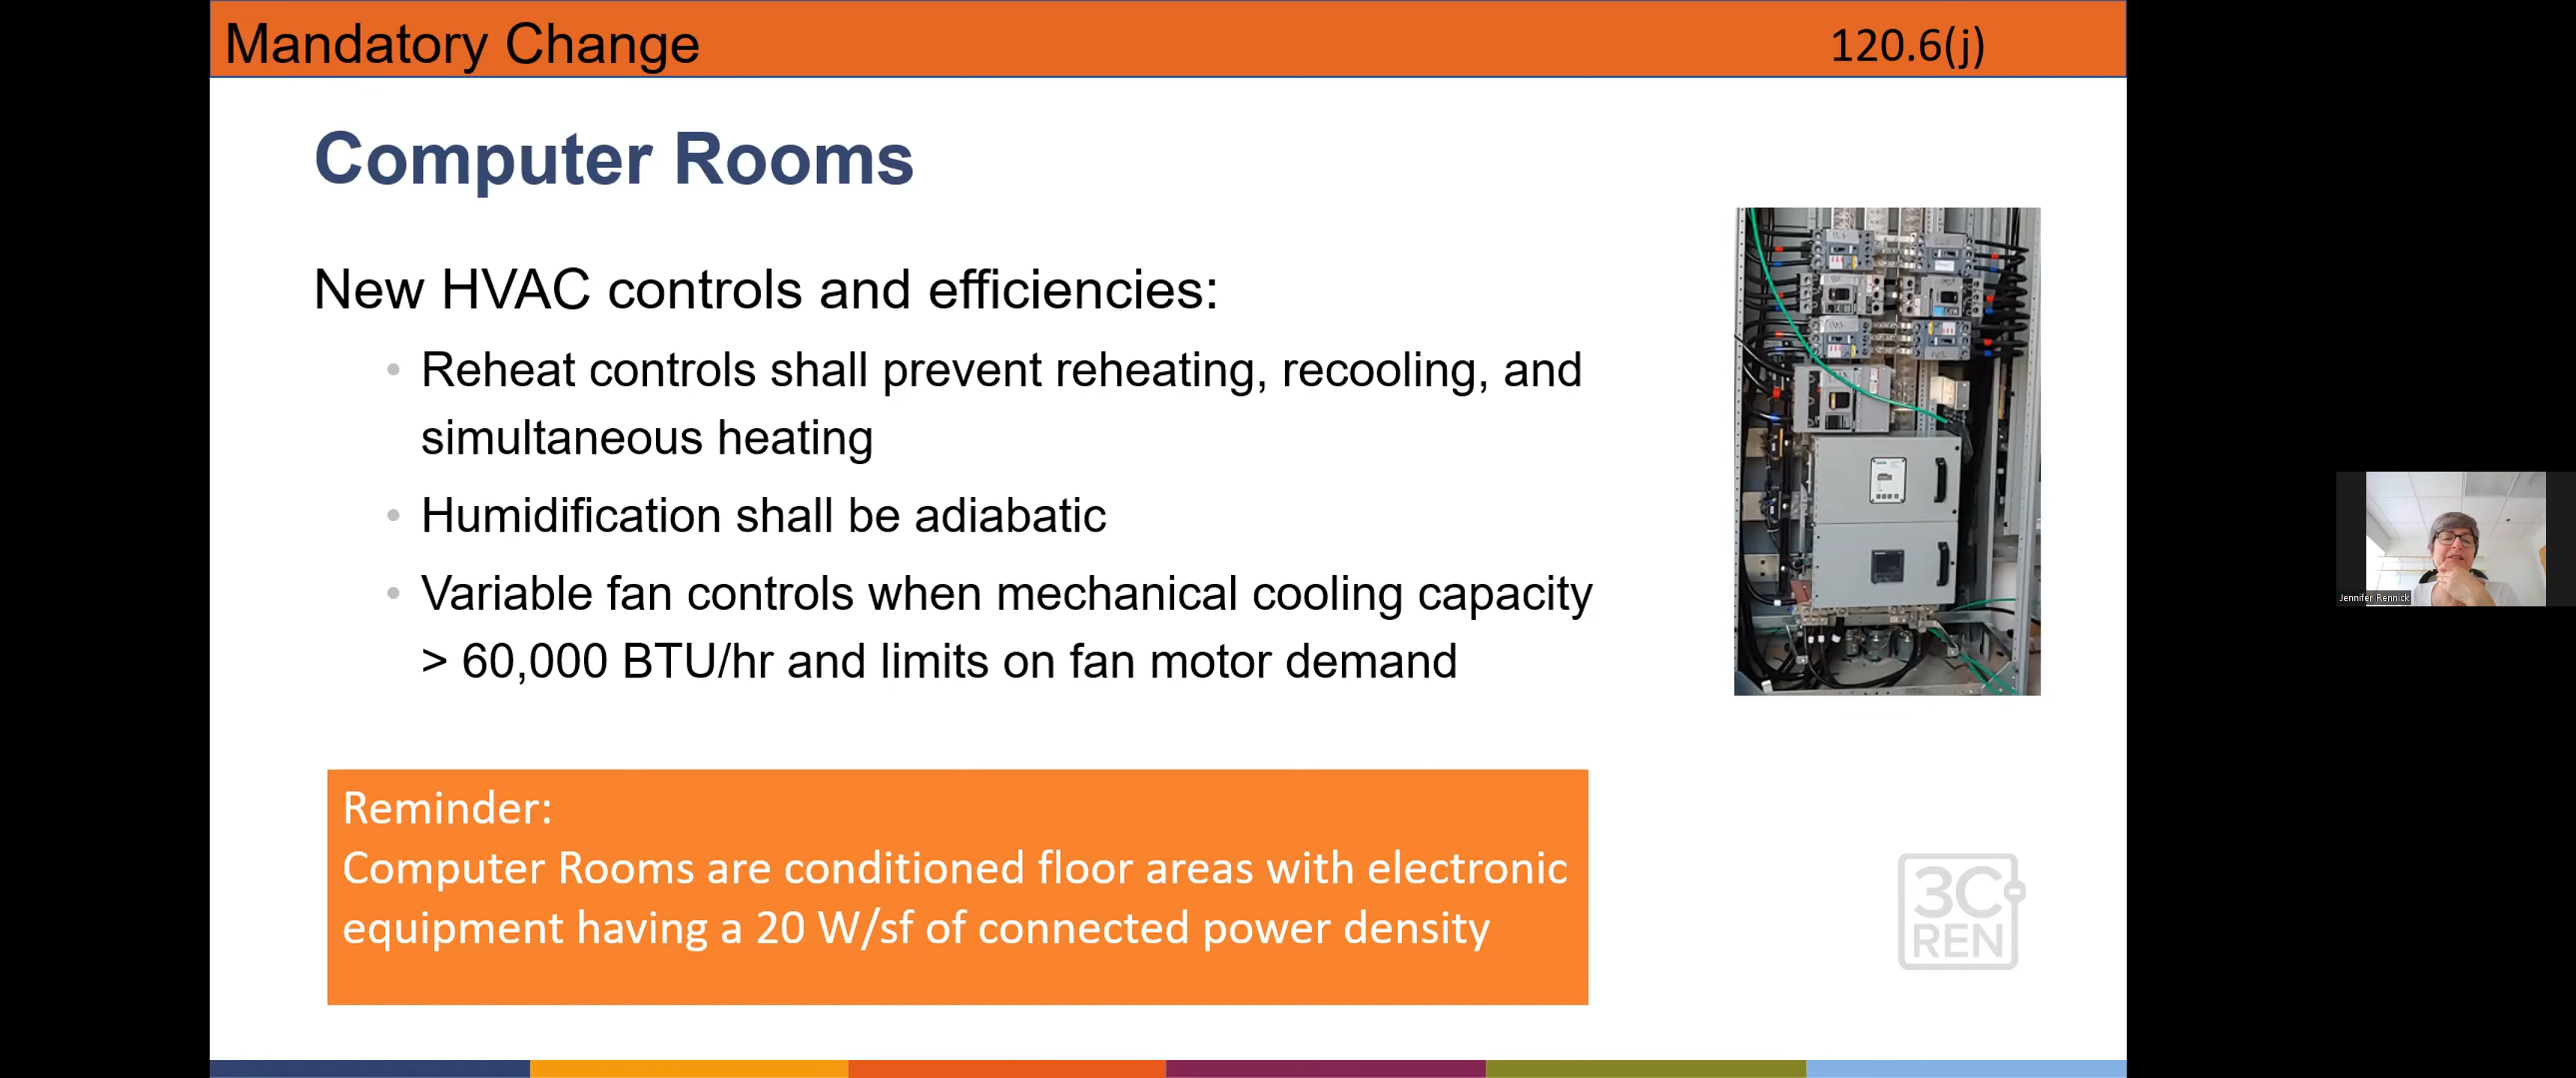 Mandatory Change
120.6(j)
Computer Rooms
New HVAC controls and efficiencies:
• Reheat controls shall prevent reheating, recooling, and
simultaneous heating
• Humidification shall be adiabatic
• Variable fan controls when mechanical cooling capacity
> 60,000 BTU/hr and limits on fan motor demand
Reminder:
Computer Rooms are conditioned floor areas with electronic
equipment having a 20 W/sf of connected power density
3C
REN
Jennifer Rennick